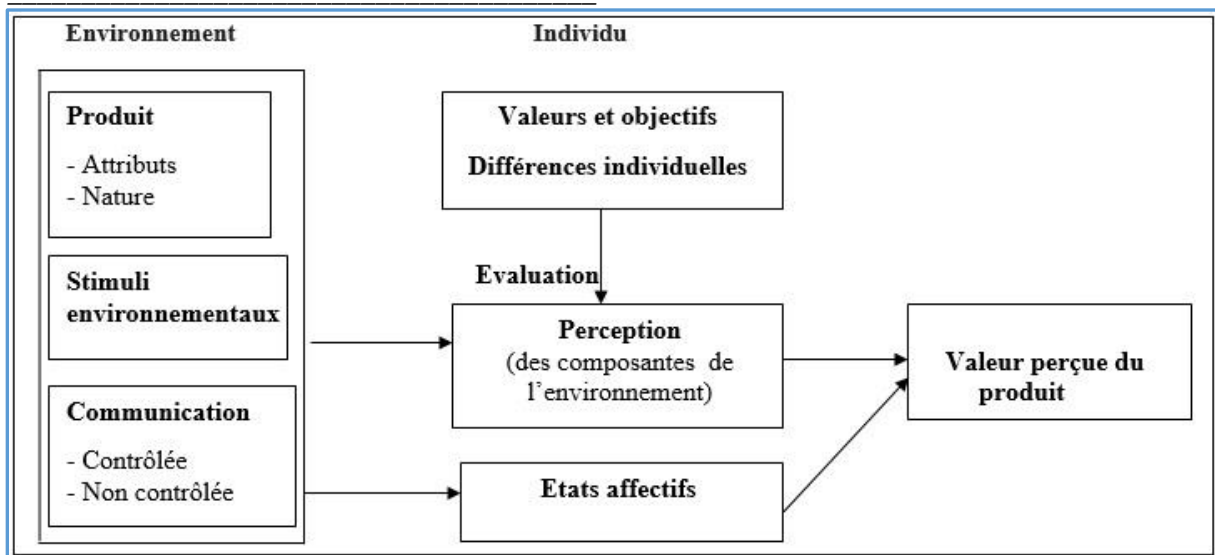 Environnement
Individu
Produit
- Attributs
- Nature
Stimuli
environnementaux
Communication
- Contrôlée
- Non contrôlée
Valeurs et objectifs
Différences individuelles
Evaluation
Perception
(des composantes de
l'environnement)
Etats affectifs
Valeur perçue du
produit